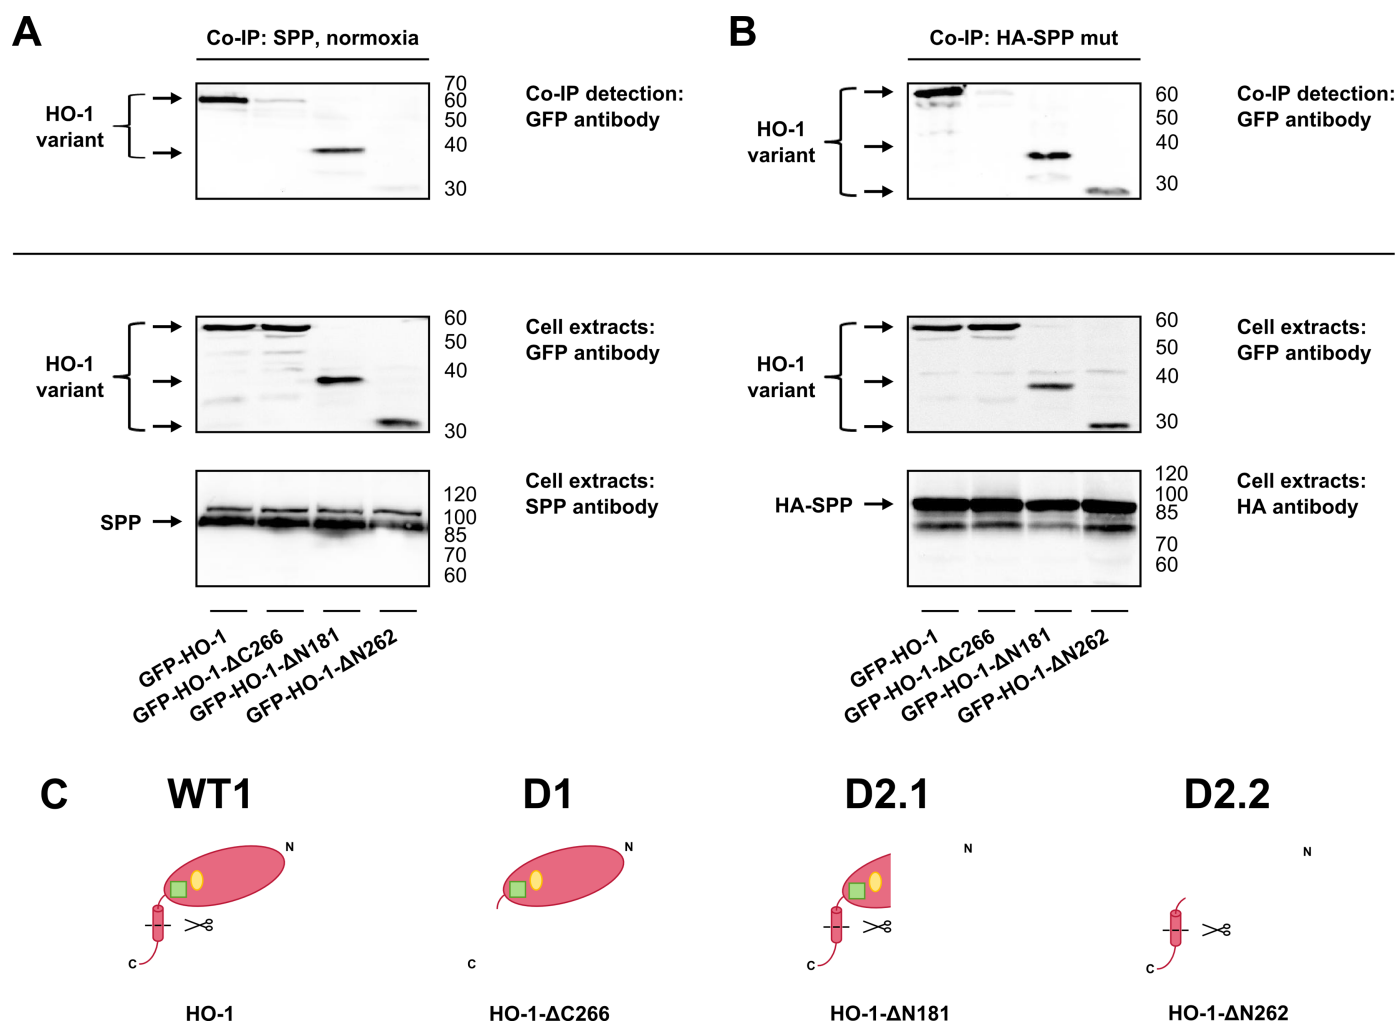 A
Co-IP: SPP, normoxia
HO-1
variant
70
60
50
40
30
Co-IP detection:
GFP antibody
B
Co-IP: HA-SPP mut
HO-1
variant
60
50
40
30
Co-IP detection:
GFP antibody
HO-1
variant
60
50
40
30
Cell extracts:
GFP antibody
HO-1
variant
60
50
40
30
Cell extracts:
GFP antibody
SPP
120
100
85
70
60
Cell extracts:
SPP antibody
HA-SPP
120
100
85
70
60
Cell extracts:
HA antibody
GFP-HO-1
GFP-HO-1-ΔC266
GFP-HO-1-ΔN181
GFP-HO-1-ΔN262
GFP-HO-1
GFP-HO-1-ΔC266
GFP-HO-1-ΔN181
GFP-HO-1-ΔN262
C
WT1
D1
D2.1
D2.2
N
N
N
N
C
C
C
C
HO-1
HO-1-ΔC266
HO-1-ΔN181
HO-1-ΔN262